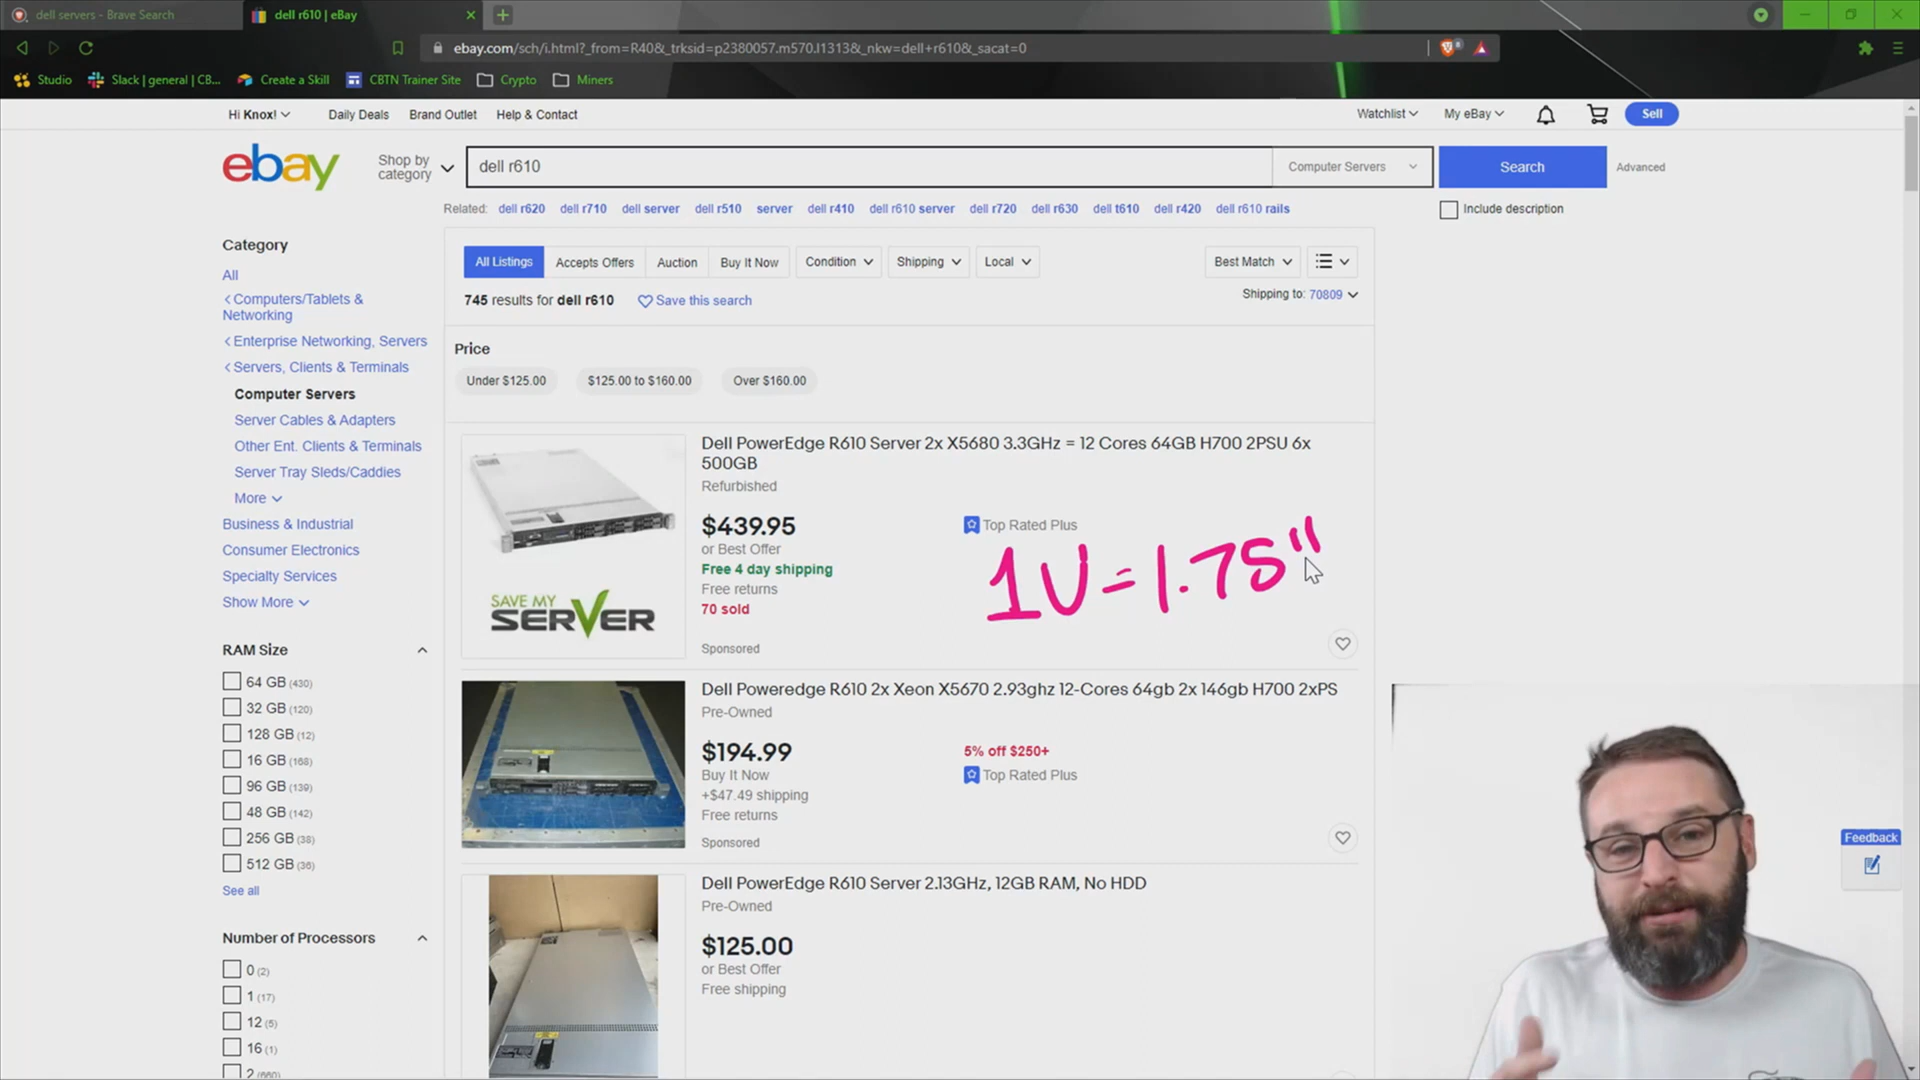 dell servers - Brave Search
dell r610 | eBay
ebay.com/sch/i.html?_from=R40&_trksid=p2380057.m570.l1313&_nkw=dell+r610&_sacat=0
Studio Slack | general | CB... Create a Skill CBTN Trainer Site Crypto Miners
Hi Knox! Daily Deals Brand Outlet Help & Contact Watchlist My eBay Sell
ebay Shop by category dell r610 Computer Servers Search Advanced
Related: dell r620 dell r710 dell server dell r510 server dell r410 dell r610 server dell r720 dell r630 dell t610 dell r420 dell r610 rails Include description
Category
All
<Computers/Tablets &
Networking
<Enterprise Networking, Servers
<Servers, Clients & Terminals
Computer Servers
Server Cables & Adapters
Other Ent. Clients & Terminals
Server Tray Sleds/Caddies
More
Business & Industrial
Consumer Electronics
Specialty Services
Show More
RAM Size
64 GB (430)
32 GB (120)
128 GB (12)
16 GB (168)
96 GB (139)
48 GB (142)
256 GB (38)
512 GB (36)
See all
Number of Processors
0 (2)
1 (17)
12 (5)
16 (1)
2 (660)
All Listings Accepts Offers Auction Buy It Now Condition Shipping Local Best Match
745 results for dell r610 Save this search Shipping to: 70809
Price
Under $125.00 $125.00 to $160.00 Over $160.00
SAVE MY
SERVER
Dell PowerEdge R610 Server 2x X5680 3.3GHz = 12 Cores 64GB H700 2PSU 6x
500GB
Refurbished
$439.95 Top Rated Plus
or Best Offer
Free 4 day shipping
Free returns
70 sold
Sponsored
1U = 1.75"
Dell Poweredge R610 2x Xeon X5670 2.93ghz 12-Cores 64gb 2x 146gb H700 2xPS
Pre-Owned
$194.99 5% off $250+
Buy It Now Top Rated Plus
+$47.49 shipping
Free returns
Sponsored
Dell PowerEdge R610 Server 2.13GHz, 12GB RAM, No HDD
Pre-Owned
$125.00
or Best Offer
Free shipping
Feedback